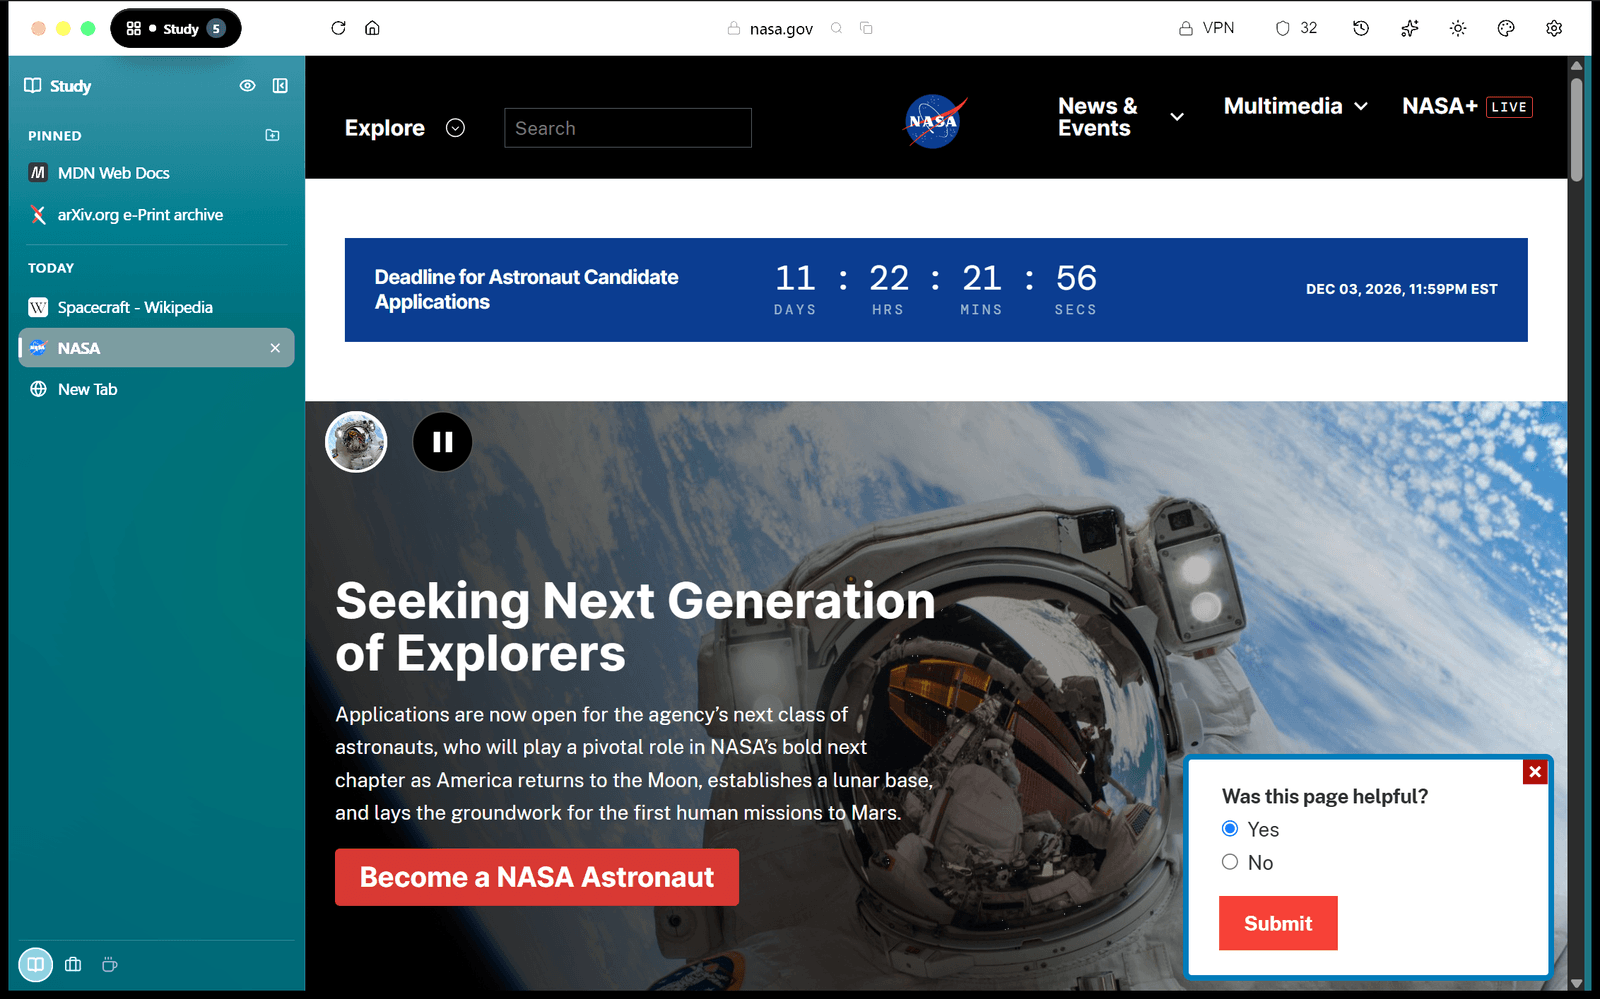 Study 5
nasa.gov
VPN
32
Study
PINNED
MDN Web Docs
arXiv.org e-Print archive
TODAY
W Spacecraft - Wikipedia
NASA
New Tab
Explore
Search
NASA
News &
Events
Multimedia
NASA+ LIVE
Deadline for Astronaut Candidate
Applications
11 : 22 : 21 : 56
DAYS HRS MINS SECS
DEC 03, 2026, 11:59PM EST
Seeking Next Generation
of Explorers
Applications are now open for the agency’s next class of
astronauts, who will play a pivotal role in NASA’s bold next
chapter as America returns to the Moon, establishes a lunar base,
and lays the groundwork for the first human missions to Mars.
Become a NASA Astronaut
Was this page helpful?
Yes
No
Submit